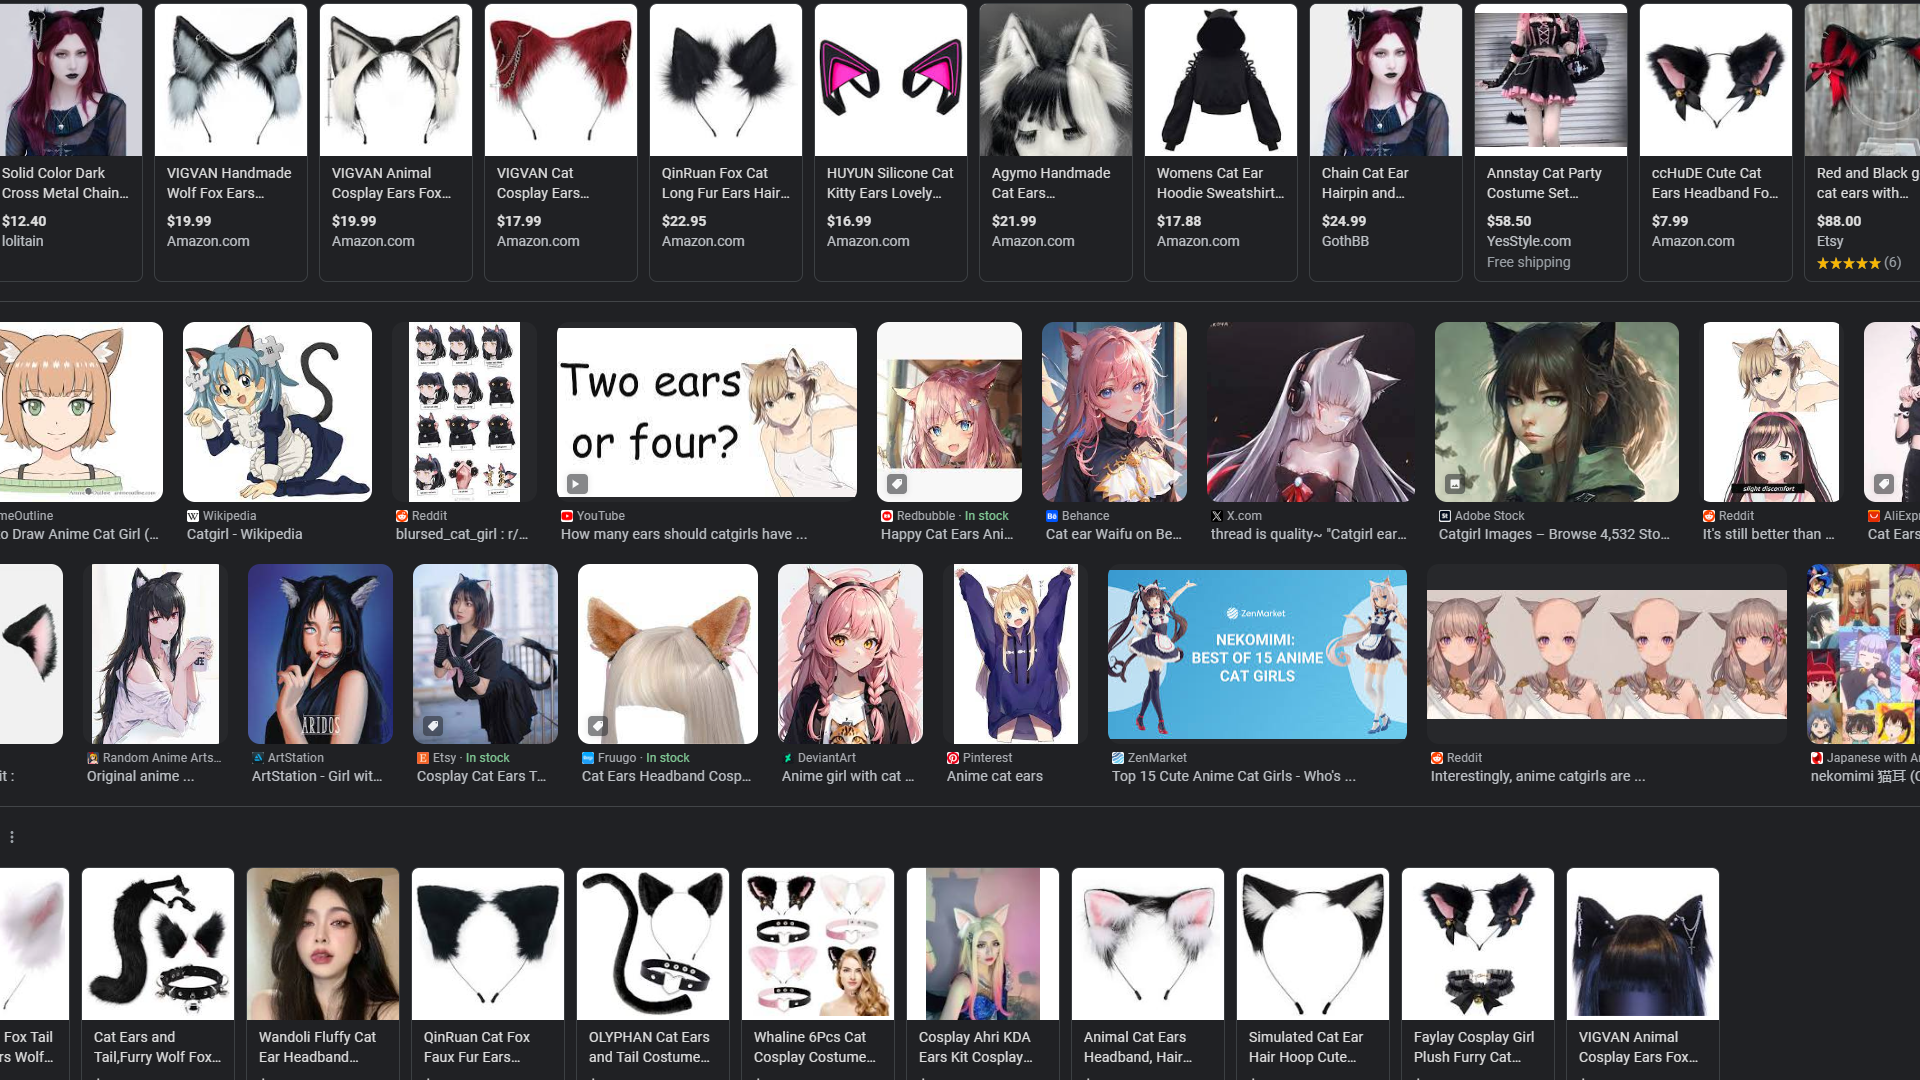 Solid Color Dark
Cross Metal Chain...
$12.40
lolitain
VIGVAN Handmade
Wolf Fox Ears...
$19.99
Amazon.com
VIGVAN Animal
Cosplay Ears Fox...
$19.99
Amazon.com
VIGVAN Cat
Cosplay Ears...
$17.99
Amazon.com
QinRuan Fox Cat
Long Fur Ears Hair...
$22.95
Amazon.com
HUYUN Silicone Cat
Kitty Ears Lovely...
$16.99
Amazon.com
Agymo Handmade
Cat Ears...
$21.99
Amazon.com
Womens Cat Ear
Hoodie Sweatshirt...
$17.88
Amazon.com
Chain Cat Ear
Hairpin and...
$24.99
GothBB
Annstay Cat Party
Costume Set...
$58.50
YesStyle.com
Free shipping
ccHuDE Cute Cat
Ears Headband Fo...
$7.99
Amazon.com
Red and Black g
cat ears with...
$88.00
Etsy
(6)
meOutline
o Draw Anime Cat Girl (...
Wikipedia
Catgirl - Wikipedia
Reddit
blursed_cat_girl : r/...
Two ears
or four?
YouTube
How many ears should catgirls have ...
Redbubble · In stock
Happy Cat Ears Ani...
Behance
Cat ear Waifu on Be...
X.com
thread is quality~ "Catgirl ear...
Adobe Stock
Catgirl Images – Browse 4,532 Sto...
slight discomfort
Reddit
It's still better than ...
AliExpr
Cat Ears
it :
Random Anime Arts...
Original anime ...
ARIDOS
ArtStation
ArtStation - Girl wit...
Etsy · In stock
Cosplay Cat Ears T...
Fruugo · In stock
Cat Ears Headband Cosp...
DeviantArt
Anime girl with cat ...
Pinterest
Anime cat ears
ZenMarket
NEKOMIMI:
BEST OF 15 ANIME
CAT GIRLS
ZenMarket
Top 15 Cute Anime Cat Girls - Who's ...
Reddit
Interestingly, anime catgirls are ...
Japanese with An
nekomimi 猫耳 (C
Fox Tail
rs Wolf...
Cat Ears and
Tail,Furry Wolf Fox...
Wandoli Fluffy Cat
Ear Headband...
QinRuan Cat Fox
Faux Fur Ears...
OLYPHAN Cat Ears
and Tail Costume...
Whaline 6Pcs Cat
Cosplay Costume...
Cosplay Ahri KDA
Ears Kit Cosplay...
Animal Cat Ears
Headband, Hair...
Simulated Cat Ear
Hair Hoop Cute...
Faylay Cosplay Girl
Plush Furry Cat...
VIGVAN Animal
Cosplay Ears Fox...